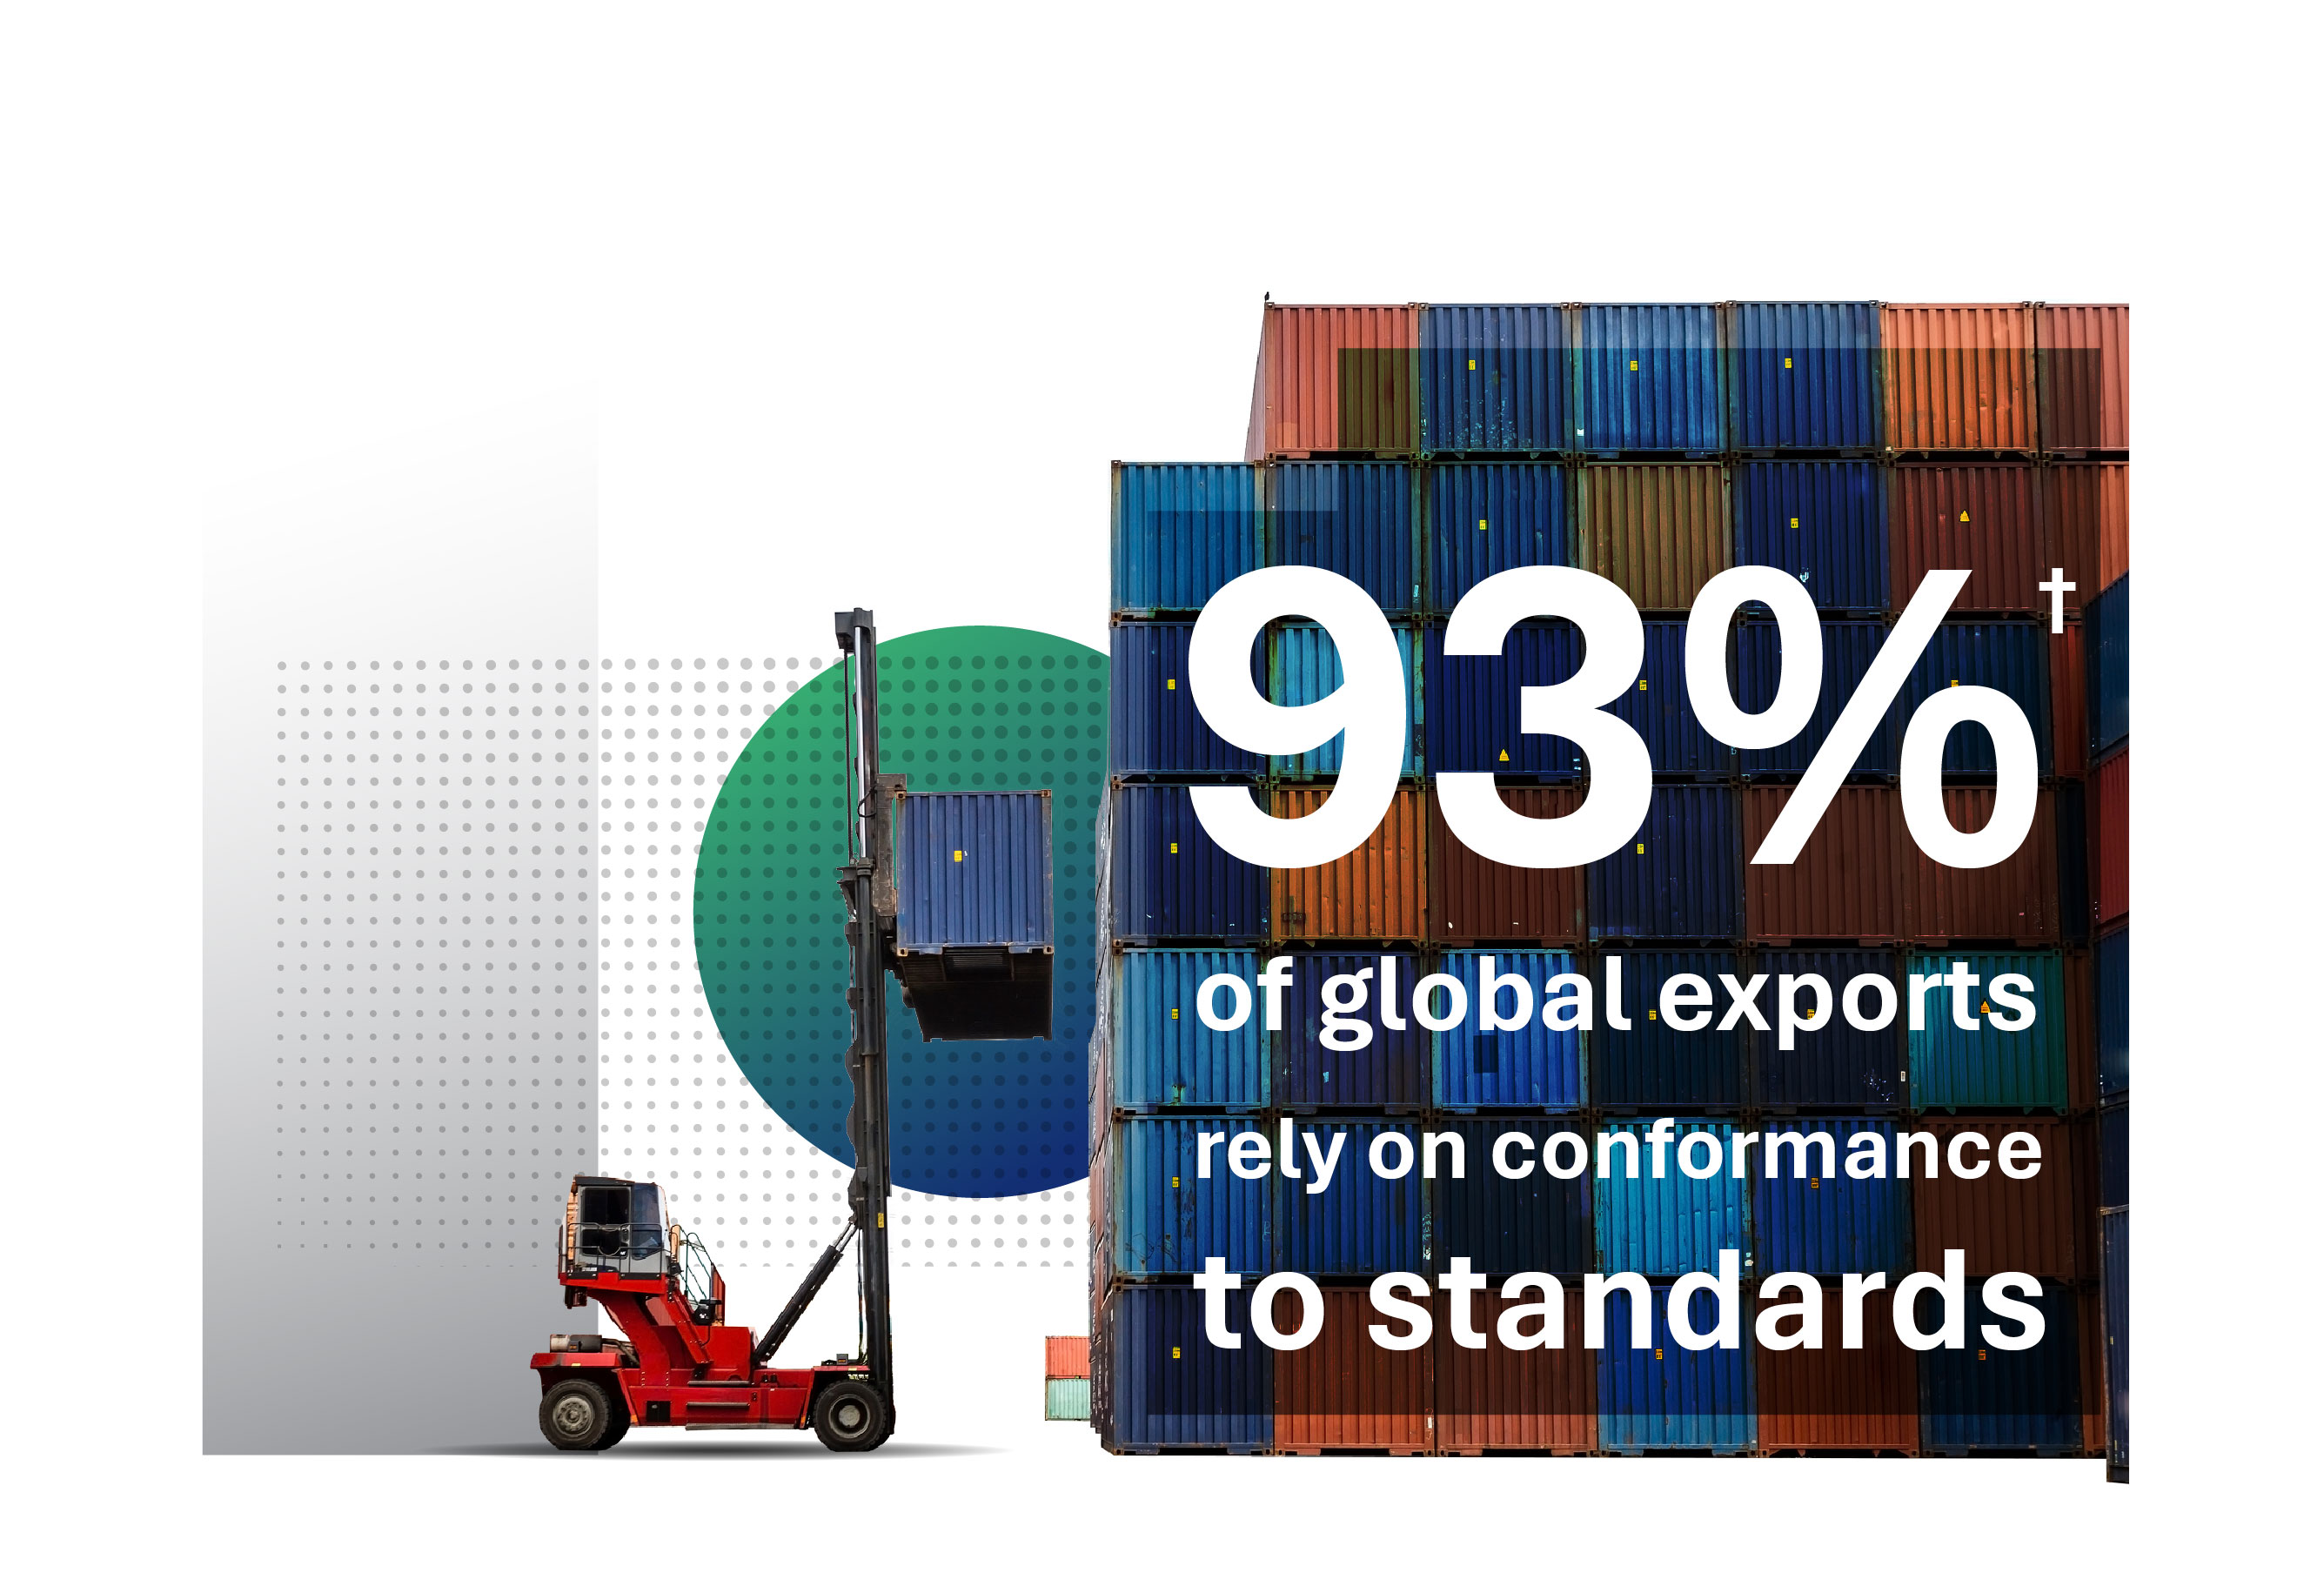 93%†
of global exports
rely on conformance
to standards